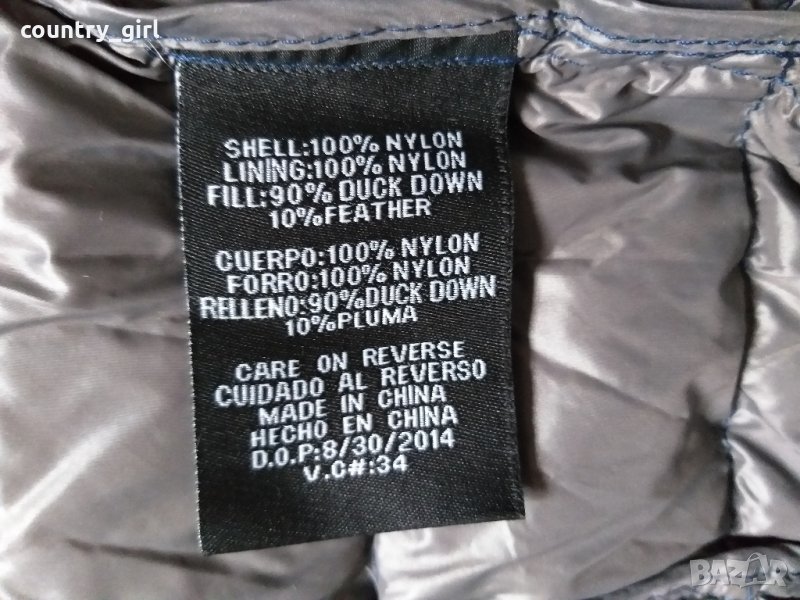 country_girl
SHELL:100% NYLON
LINING:100% NYLON
FILL:90% DUCK DOWN
10%FEATHER
CUERPO:100% NYLON
FORRO:100% NYLON
RELLENO:90%DUCK DOWN
10%PLUMA
CARE ON REVERSE
CUIDADO AL REVERSO
MADE IN CHINA
HECHO EN CHINA
D.O.P:8/30/2014
V.C#:34
BAZAR